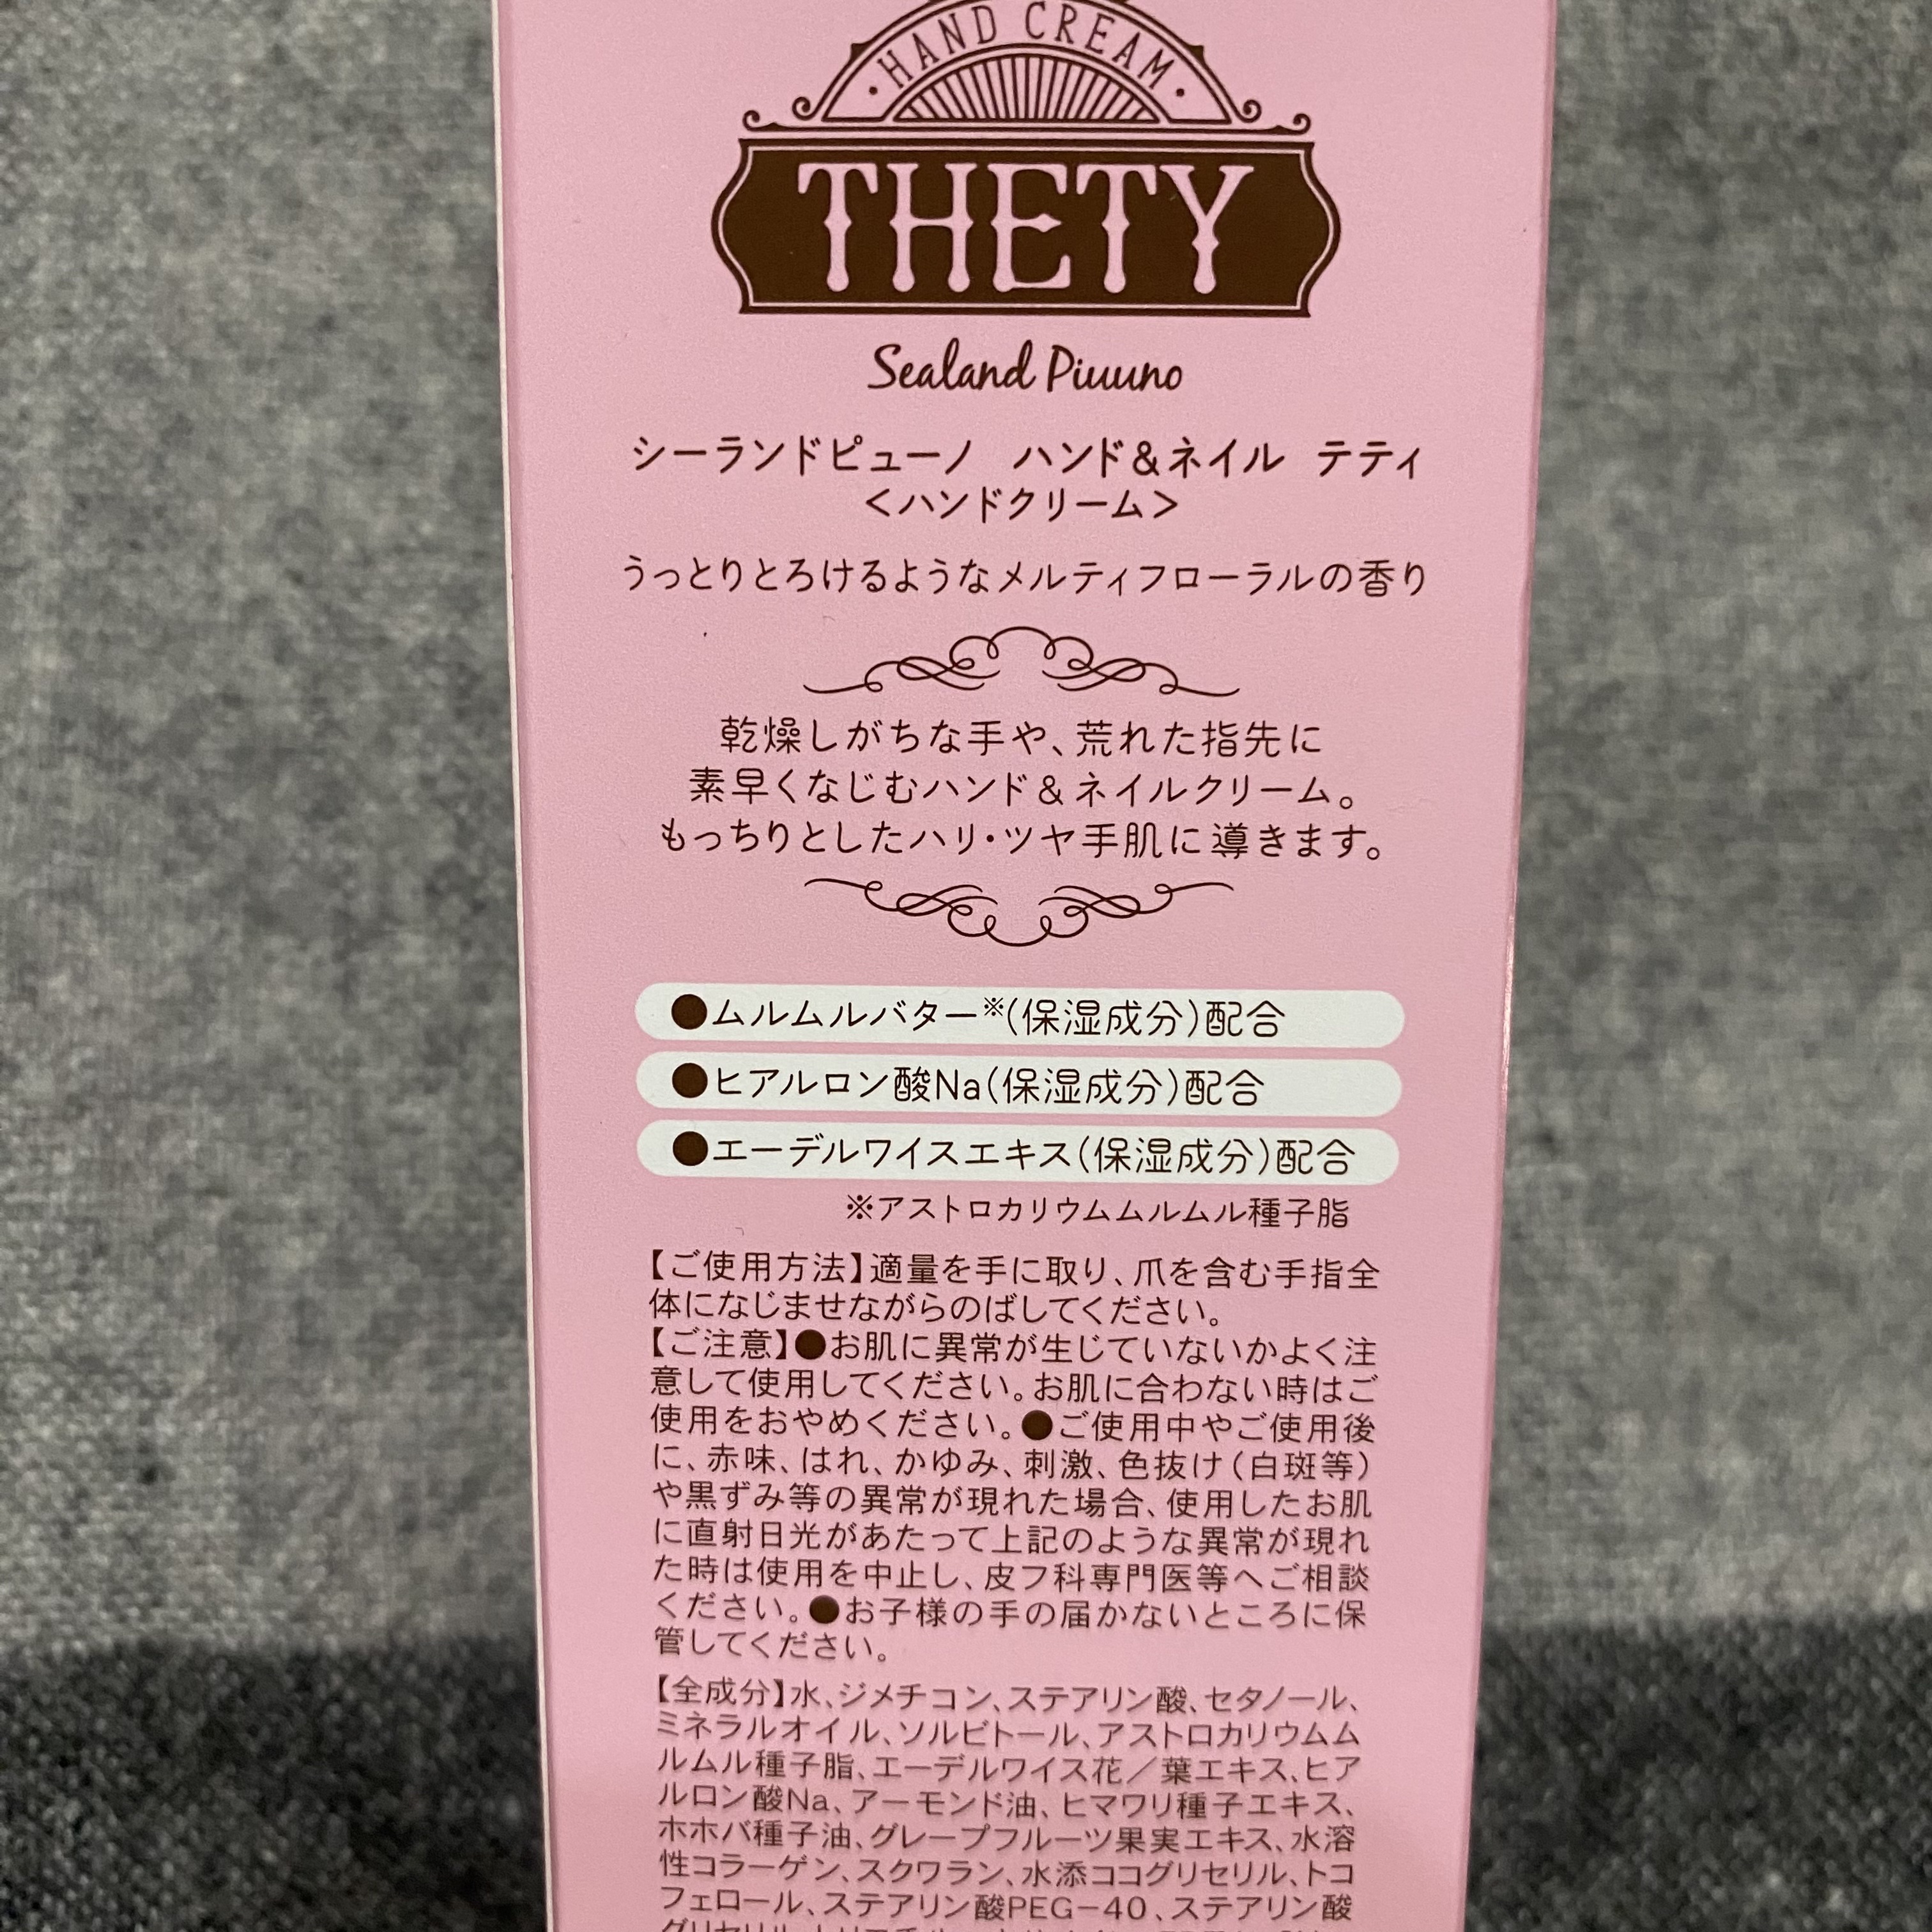 HAND CREAM
THETY
Sealand Piuuno
シーランドピューノ ハンド&ネイル テティ
<ハンドクリーム>
うっとりとろけるようなメルティフローラルの香り
乾燥しがちな手や、荒れた指先に
素早くなじむハンド&ネイルクリーム。
もっちりとしたハリ・ツヤ手肌に導きます。
●ムルムルバター※(保湿成分)配合
●ヒアルロン酸Na(保湿成分)配合
●エーデルワイスエキス(保湿成分)配合
※アストロカリウムムルムル種子脂
【ご使用方法】適量を手に取り、爪を含む手指全
体になじませながらのばしてください。
【ご注意】●お肌に異常が生じていないかよく注
意して使用してください。お肌に合わない時はご
使用をおやめください。●ご使用中やご使用後
に、赤味、はれ、かゆみ、刺激、色抜け(白斑等)
や黒ずみ等の異常が現れた場合、使用したお肌
に直射日光があたって上記のような異常が現れ
た時は使用を中止し、皮フ科専門医等へご相談
ください。●お子様の手の届かないところに保
管してください。
【全成分】水、ジメチコン、ステアリン酸、セタノール、
ミネラルオイル、ソルビトール、アストロカリウムム
ルムル種子脂、エーデルワイス花/葉エキス、ヒア
ルロン酸Na、アーモンド油、ヒマワリ種子エキス、
ホホバ種子油、グレープフルーツ果実エキス、水溶
性コラーゲン、スクワラン、水添ココグリセリル、トコ
フェロール、ステアリン酸PEG-40、ステアリン酸